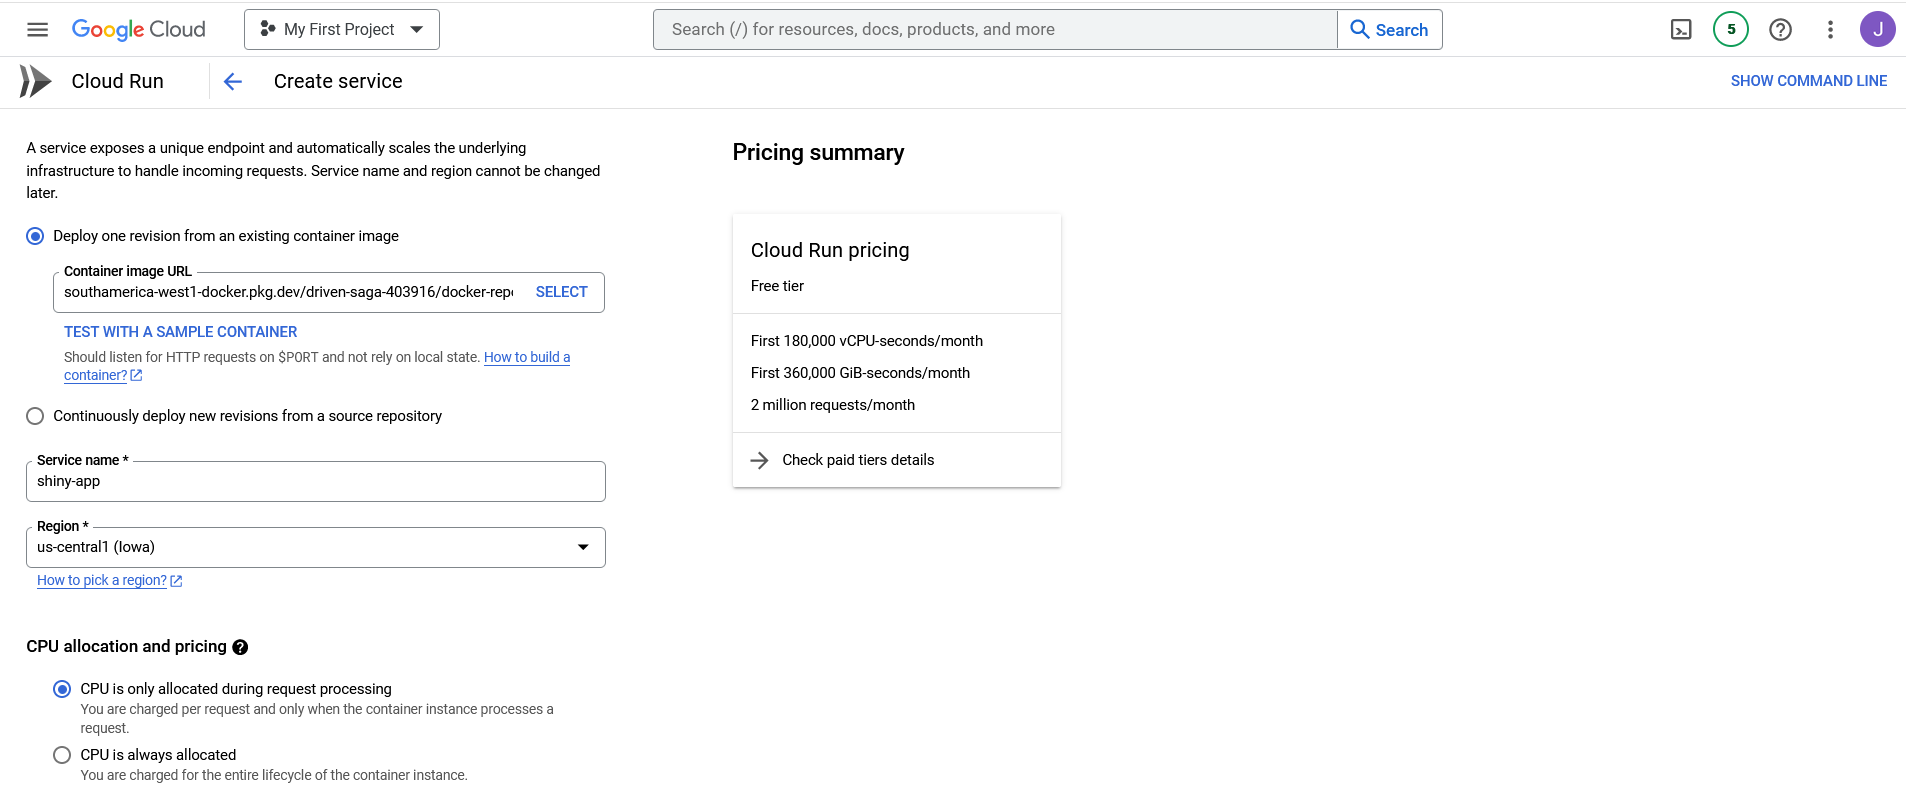 Google Cloud
My First Project
Search (/) for resources, docs, products, and more
Search
5
J
Cloud Run
Create service
SHOW COMMAND LINE
A service exposes a unique endpoint and automatically scales the underlying
infrastructure to handle incoming requests. Service name and region cannot be changed
later.
Deploy one revision from an existing container image
Container image URL
southamerica-west1-docker.pkg.dev/driven-saga-403916/docker-rep
SELECT
TEST WITH A SAMPLE CONTAINER
Should listen for HTTP requests on $PORT and not rely on local state. How to build a
container?
Continuously deploy new revisions from a source repository
Service name *
shiny-app
Region *
us-central1 (Iowa)
How to pick a region?
CPU allocation and pricing
CPU is only allocated during request processing
You are charged per request and only when the container instance processes a
request.
CPU is always allocated
You are charged for the entire lifecycle of the container instance.
Pricing summary
Cloud Run pricing
Free tier
First 180,000 vCPU-seconds/month
First 360,000 GiB-seconds/month
2 million requests/month
Check paid tiers details